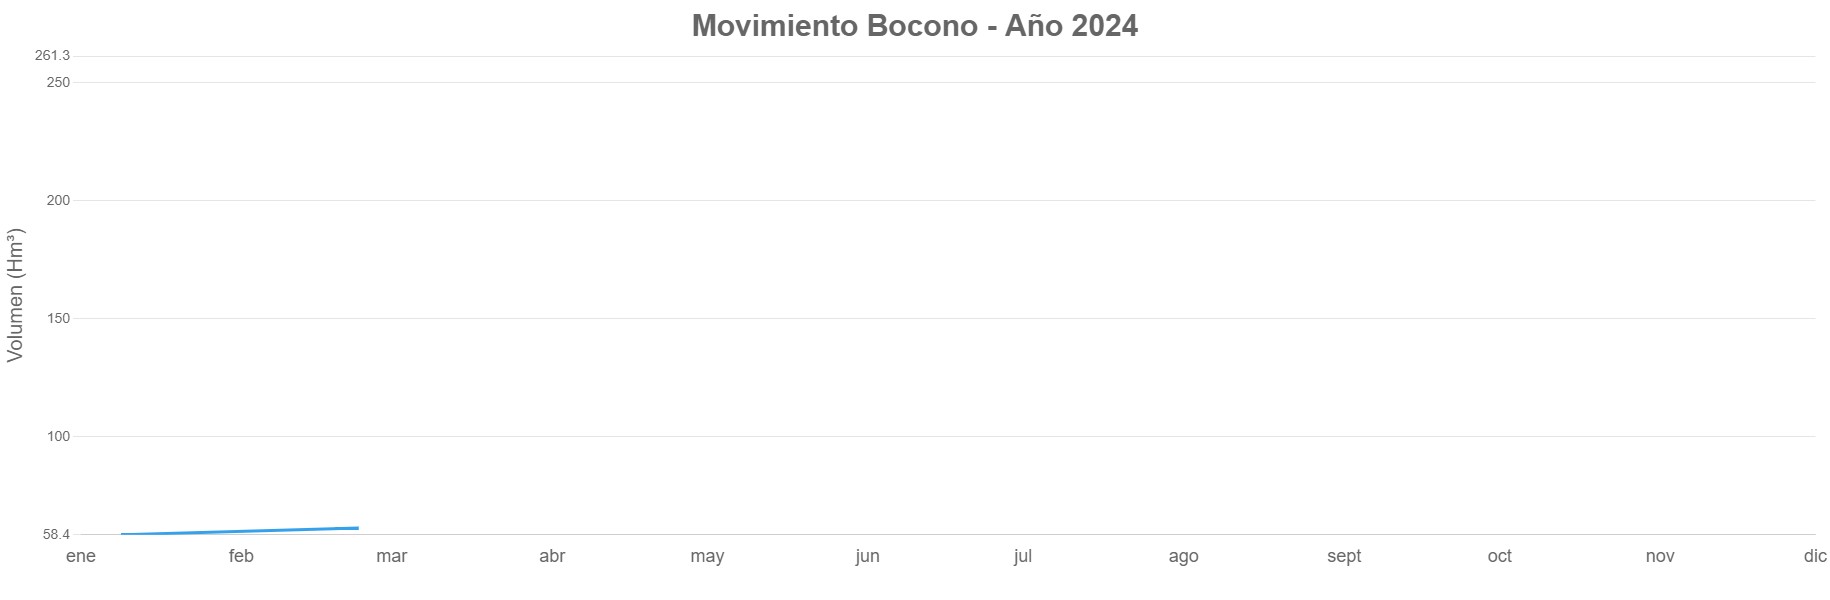 Movimiento Bocono - Año 2024
261.3
250
200
150
100
58.4
Volumen (Hm³)
ene feb mar abr may jun jul ago sept oct nov dic